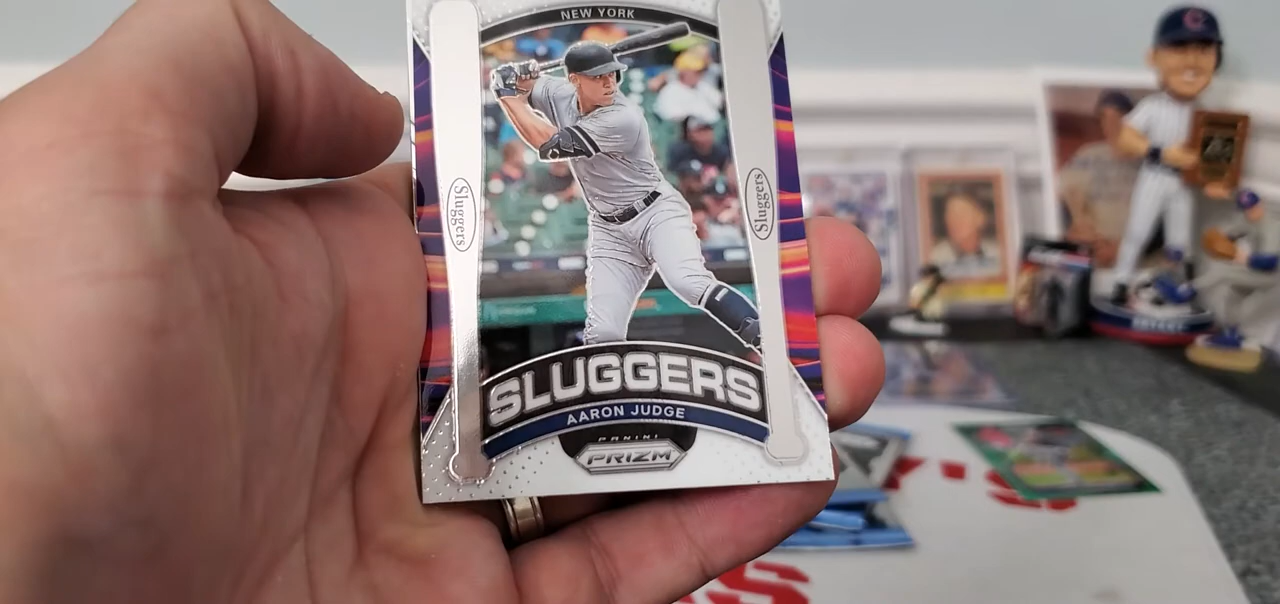 NEW YORK
Sluggers
Sluggers
SLUGGERS
AARON JUDGE
PANINI
PRIZM